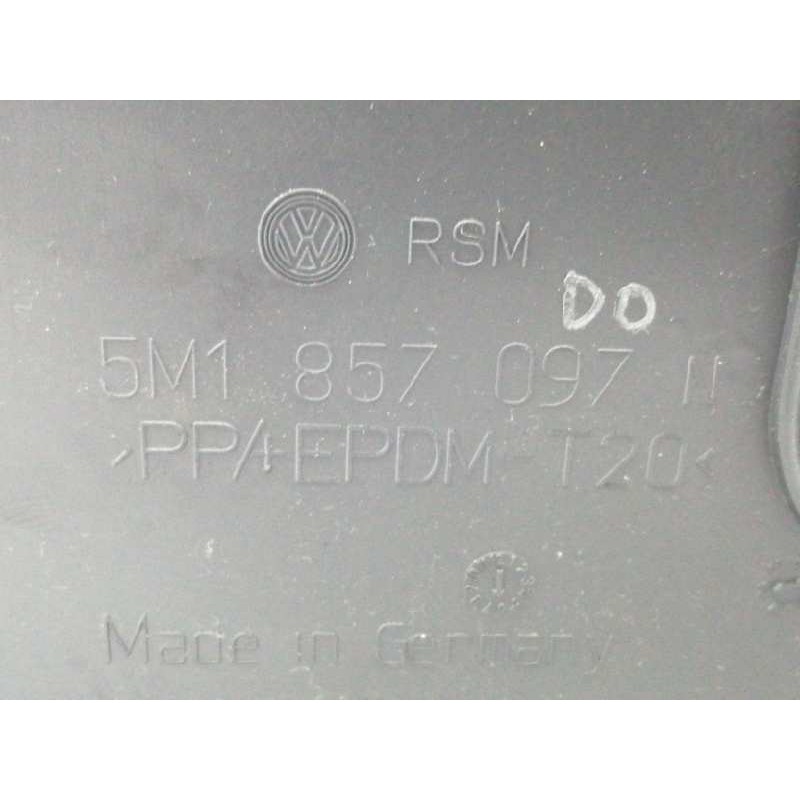 RSM
DO
5M1 857 097
>PP/+EPDM-T20<
Made in Germany